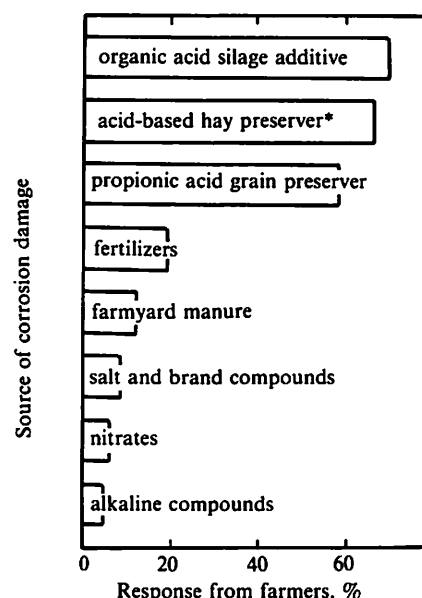 organic acid silage additive
acid-based hay preserver*
propionic acid grain preserver
fertilizers
farmyard manure
salt and brand compounds
nitrates
alkaline compounds
Source of corrosion damage
0 20 40 60
Response from farmers, %